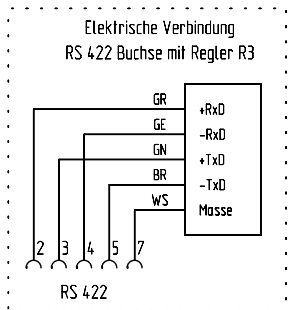 Elektrische Verbindung
RS 422 Buchse mit Regler R3
GR +RxD
GE -RxD
GN +TxD
BR -TxD
WS Masse
2 3 4 5 7
RS 422